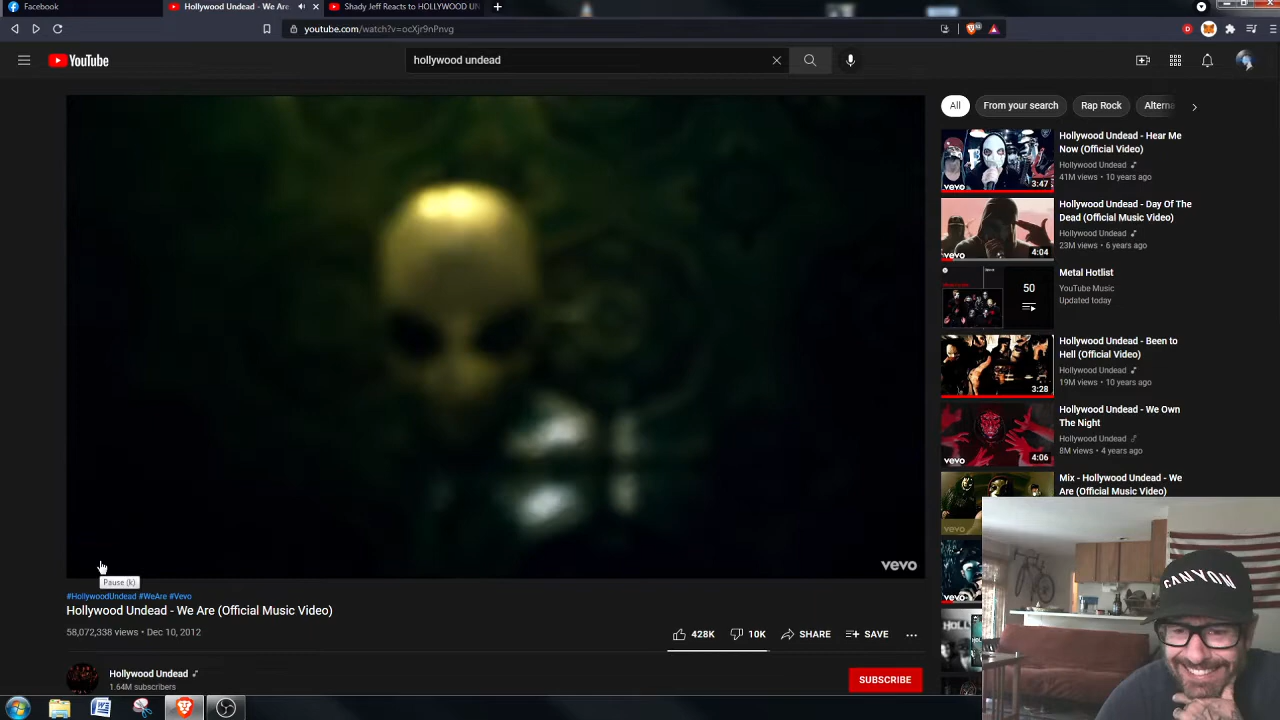 Facebook
Hollywood Undead - We Are
Shady Jeff Reacts to HOLLYWOOD UN
youtube.com/watch?v=ocXjr9nPnvg
YouTube
hollywood undead
All
From your search
Rap Rock
Alterna
Hollywood Undead - Hear Me
Now (Official Video)
Hollywood Undead
41M views • 10 years ago
vevo
3:47
Hollywood Undead - Day Of The
Dead (Official Music Video)
Hollywood Undead
23M views • 6 years ago
vevo
4:04
Metal Hotlist
YouTube Music
Updated today
50
Hollywood Undead - Been to
Hell (Official Video)
Hollywood Undead
19M views • 10 years ago
vevo
3:28
Hollywood Undead - We Own
The Night
Hollywood Undead
8M views • 4 years ago
vevo
4:06
Mix - Hollywood Undead - We
Are (Official Music Video)
vevo
vevo
Pause (k)
#HollywoodUndead #WeAre #Vevo
Hollywood Undead - We Are (Official Music Video)
58,072,338 views • Dec 10, 2012
428K
10K
SHARE
SAVE
Hollywood Undead
1.64M subscribers
SUBSCRIBE
CANYON